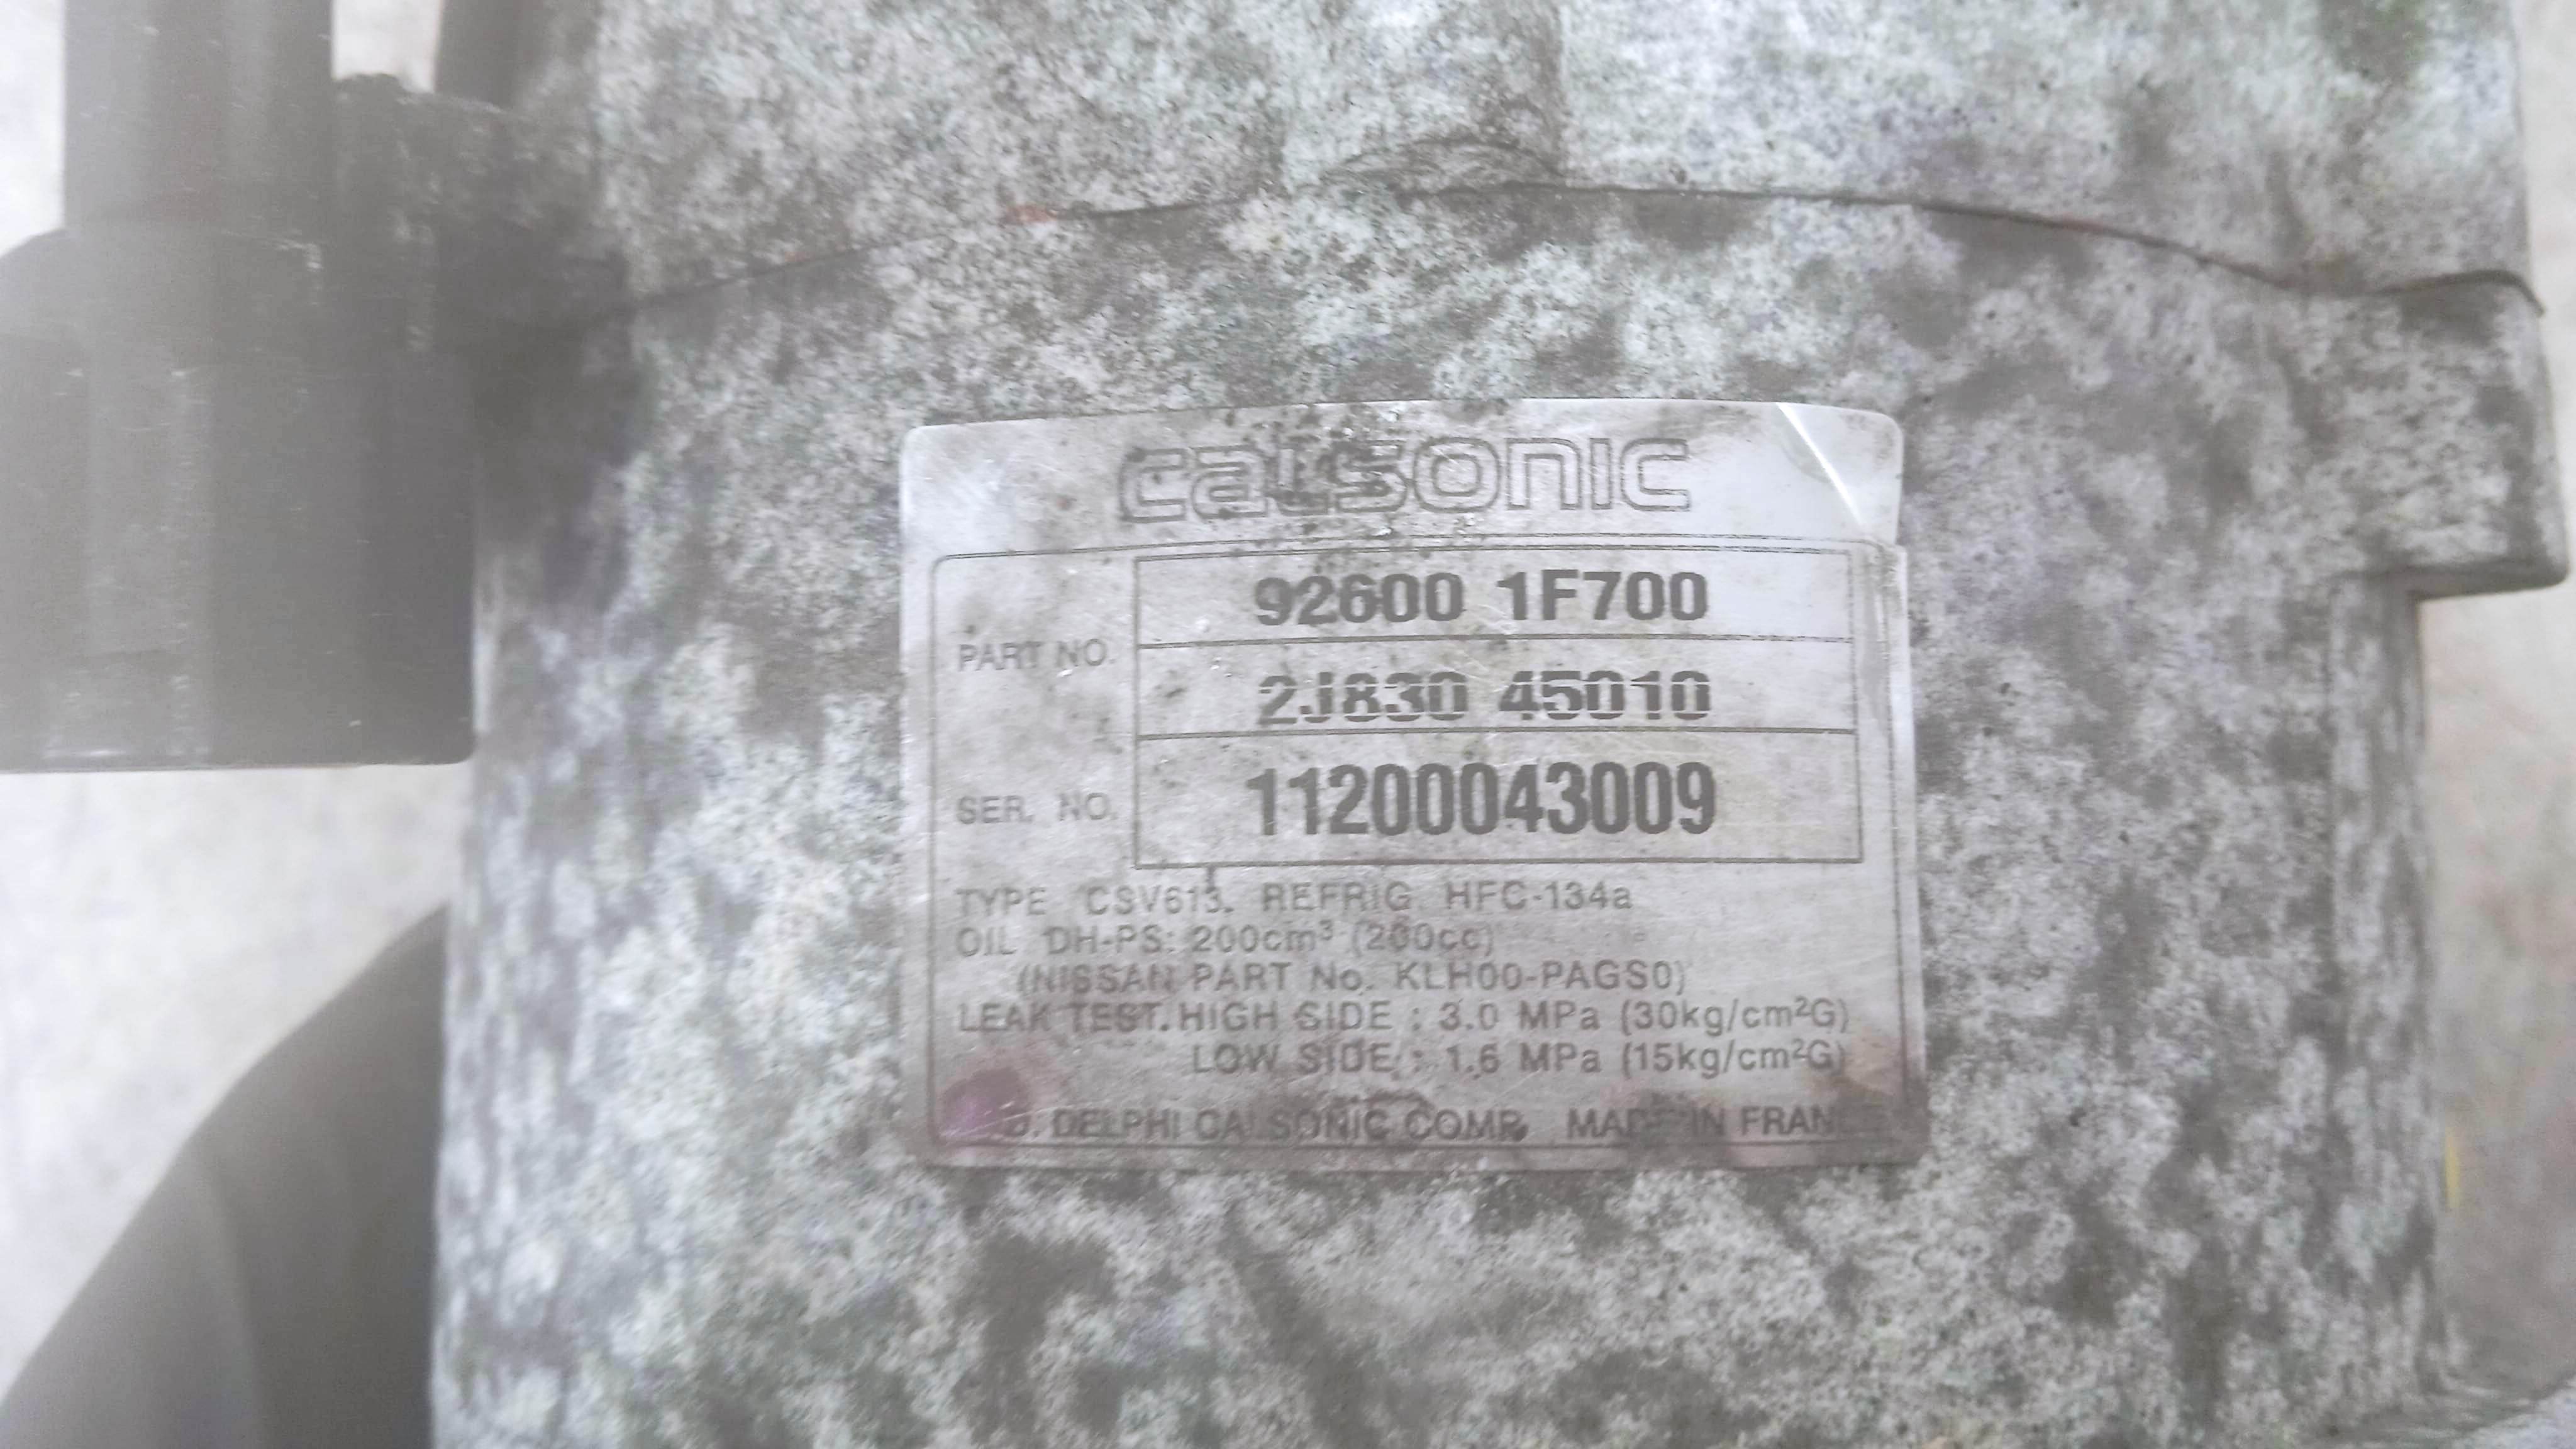 calsonic
PART NO.
92600 1F700
2J830 45010
SER. NO. 11200043009
TYPE CSV613. REFRIG HFC-134a
OIL DH-PS: 200cm³ (200cc)
(NISSAN PART No. KLH00-PAGS0)
LEAK TEST. HIGH SIDE : 3.0 MPa (30kg/cm²G)
LOW SIDE : 1.6 MPa (15kg/cm²G)
DELPHI CALSONIC COMP. MADE IN